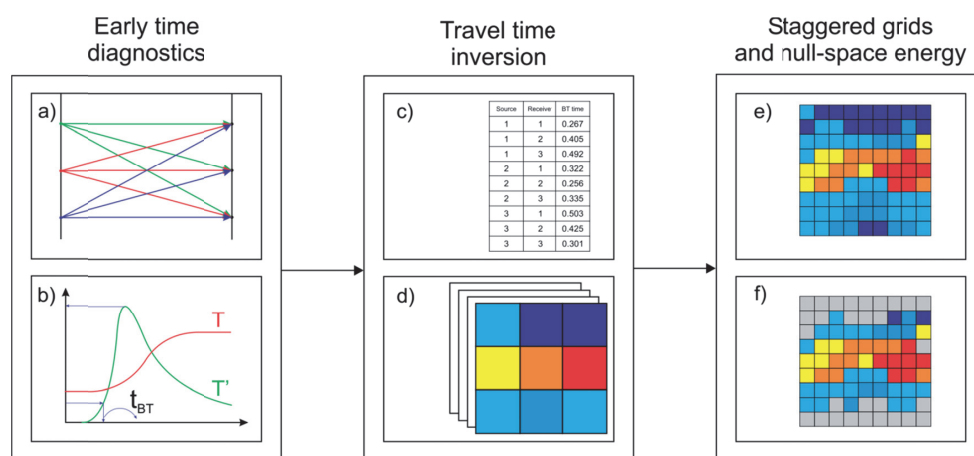 Early time
diagnostics
Travel time
inversion
Staggered grids
and null-space energy
a)
b)
T
T'
tBT
c)
Source Receive BT time
1 1 0.267
1 2 0.405
1 3 0.492
2 1 0.322
2 2 0.256
2 3 0.335
3 1 0.503
3 2 0.425
3 3 0.301
d)
e)
f)